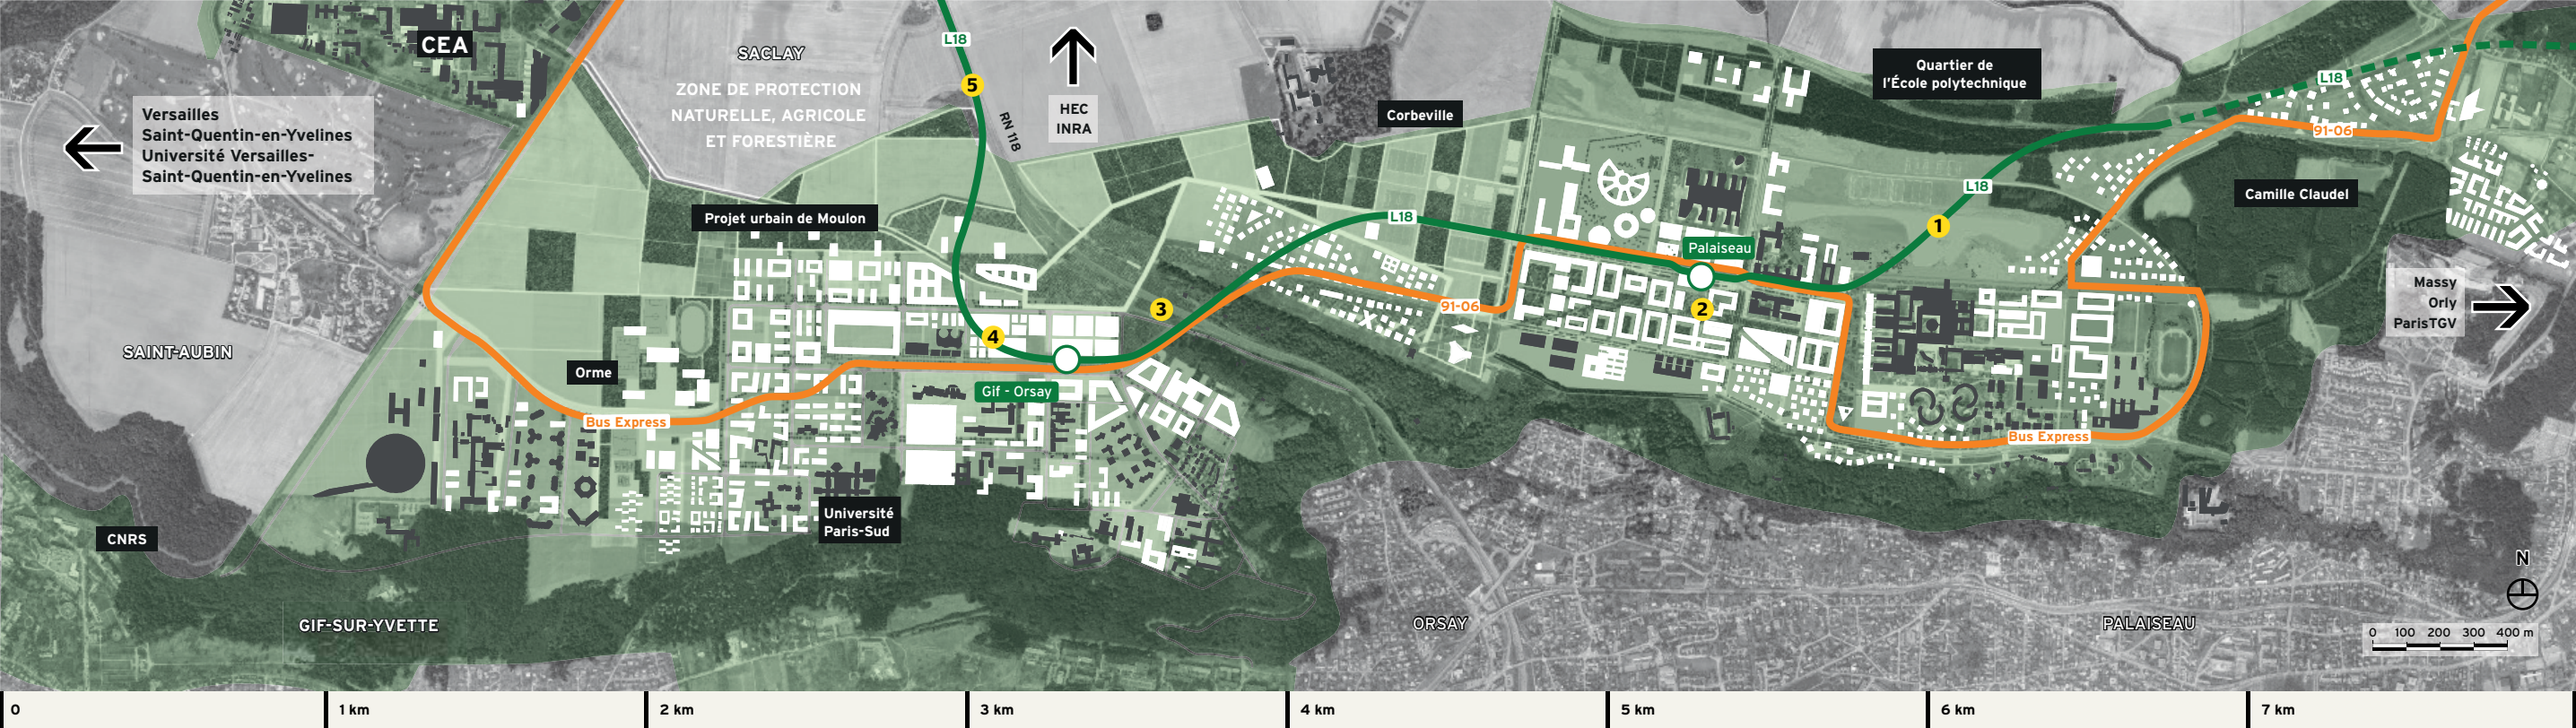 CEA
Versailles
Saint-Quentin-en-Yvelines
Université Versailles-
Saint-Quentin-en-Yvelines
SACLAY
ZONE DE PROTECTION
NATURELLE, AGRICOLE
ET FORESTIÈRE
L18
5
RN 118
HEC
INRA
Corbeville
Quartier de
l'École polytechnique
L18
91-06
Camille Claudel
L18
1
Projet urbain de Moulon
L18
Palaiseau
2
3
91-06
4
Gif - Orsay
Massy
Orly
ParisTGV
SAINT-AUBIN
Orme
Bus Express
Bus Express
Université
Paris-Sud
CNRS
GIF-SUR-YVETTE
ORSAY
PALAISEAU
N
0 100 200 300 400 m
0 1 km 2 km 3 km 4 km 5 km 6 km 7 km